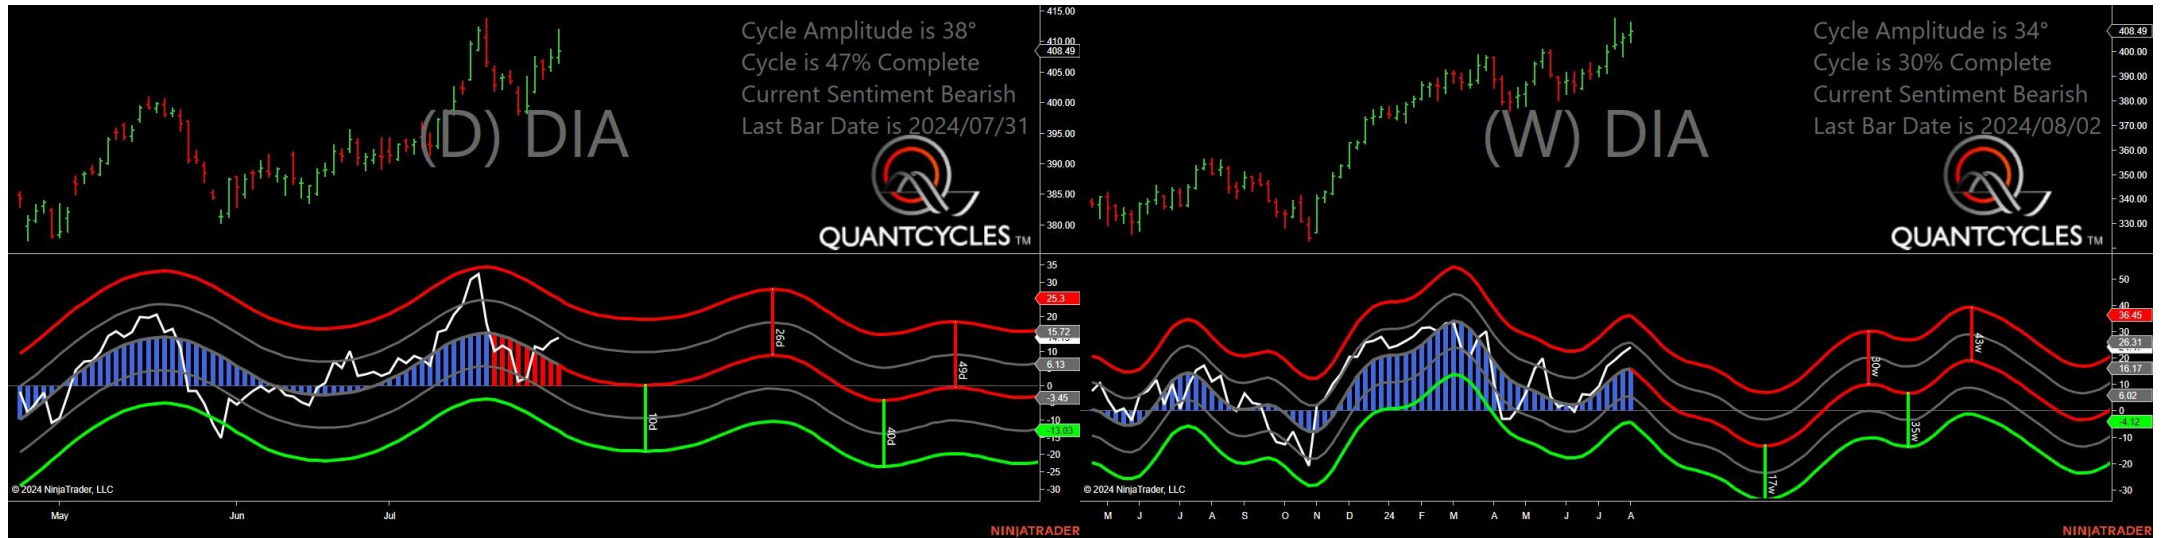 Cycle Amplitude is 38°
Cycle is 47% Complete
Current Sentiment Bearish
Last Bar Date is 2024/07/31
(D) DIA
QUANTCYCLES TM
415.00
410.00
408.49
405.00
400.00
395.00
390.00
385.00
380.00
35
30
25.3
20
15.72
10
6.13
0
-3.45
-10
-13.03
-15
-20
-25
-30
10d
26d
40d
49d
© 2024 NinjaTrader, LLC
May
Jun
Jul
NINJATRADER
Cycle Amplitude is 34°
Cycle is 30% Complete
Current Sentiment Bearish
Last Bar Date is 2024/08/02
(W) DIA
QUANTCYCLES TM
408.49
400.00
390.00
380.00
370.00
360.00
350.00
340.00
330.00
50
40
36.45
30
26.31
20
16.17
10
6.02
0
-4.12
-10
-20
-30
17w
30w
35w
43w
© 2024 NinjaTrader, LLC
M J J A S O N D 24 F M A M J J A
NINJATRADER